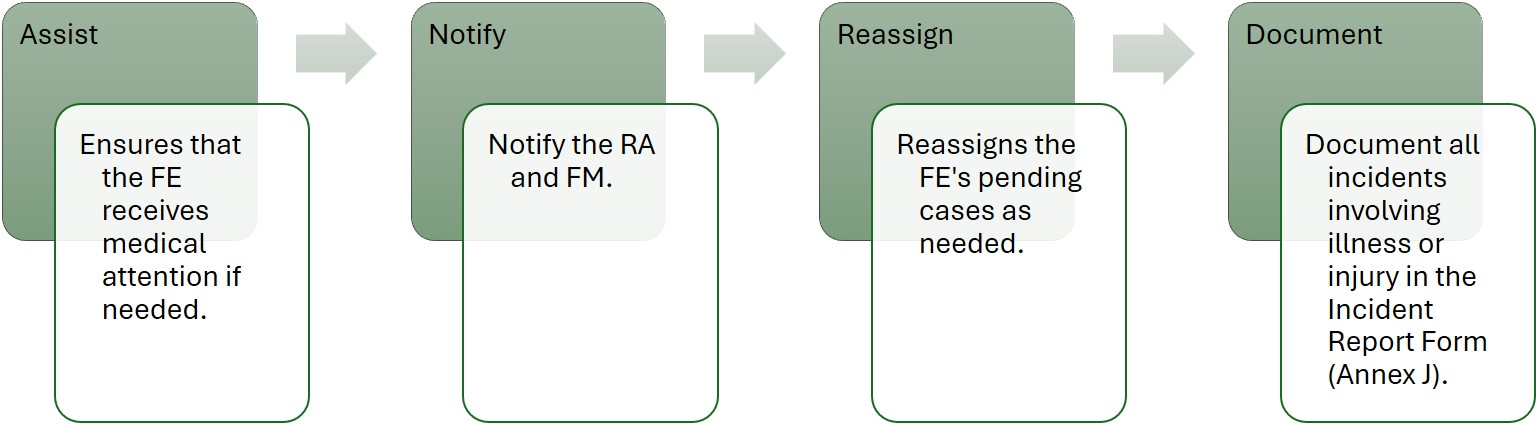 Assist
Ensures that
the FE
receives
medical
attention if
needed.
Notify
Notify the RA
and FM.
Reassign
Reassigns the
FE's pending
cases as
needed.
Document
Document all
incidents
involving
illness or
injury in the
Incident
Report Form
(Annex J).